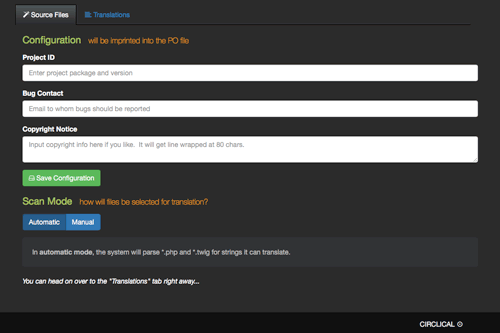 Source Files Translations
Configuration will be imprinted into the PO file
Project ID
Enter project package and version
Bug Contact
Email to whom bugs should be reported
Copyright Notice
Input copyright info here if you like. It will get line wrapped at 80 chars.
Save Configuration
Scan Mode how will files be selected for translation?
Automatic Manual
In automatic mode, the system will parse *.php and *.twig for strings it can translate.
You can head on over to the "Translations" tab right away...
CIRCLICAL